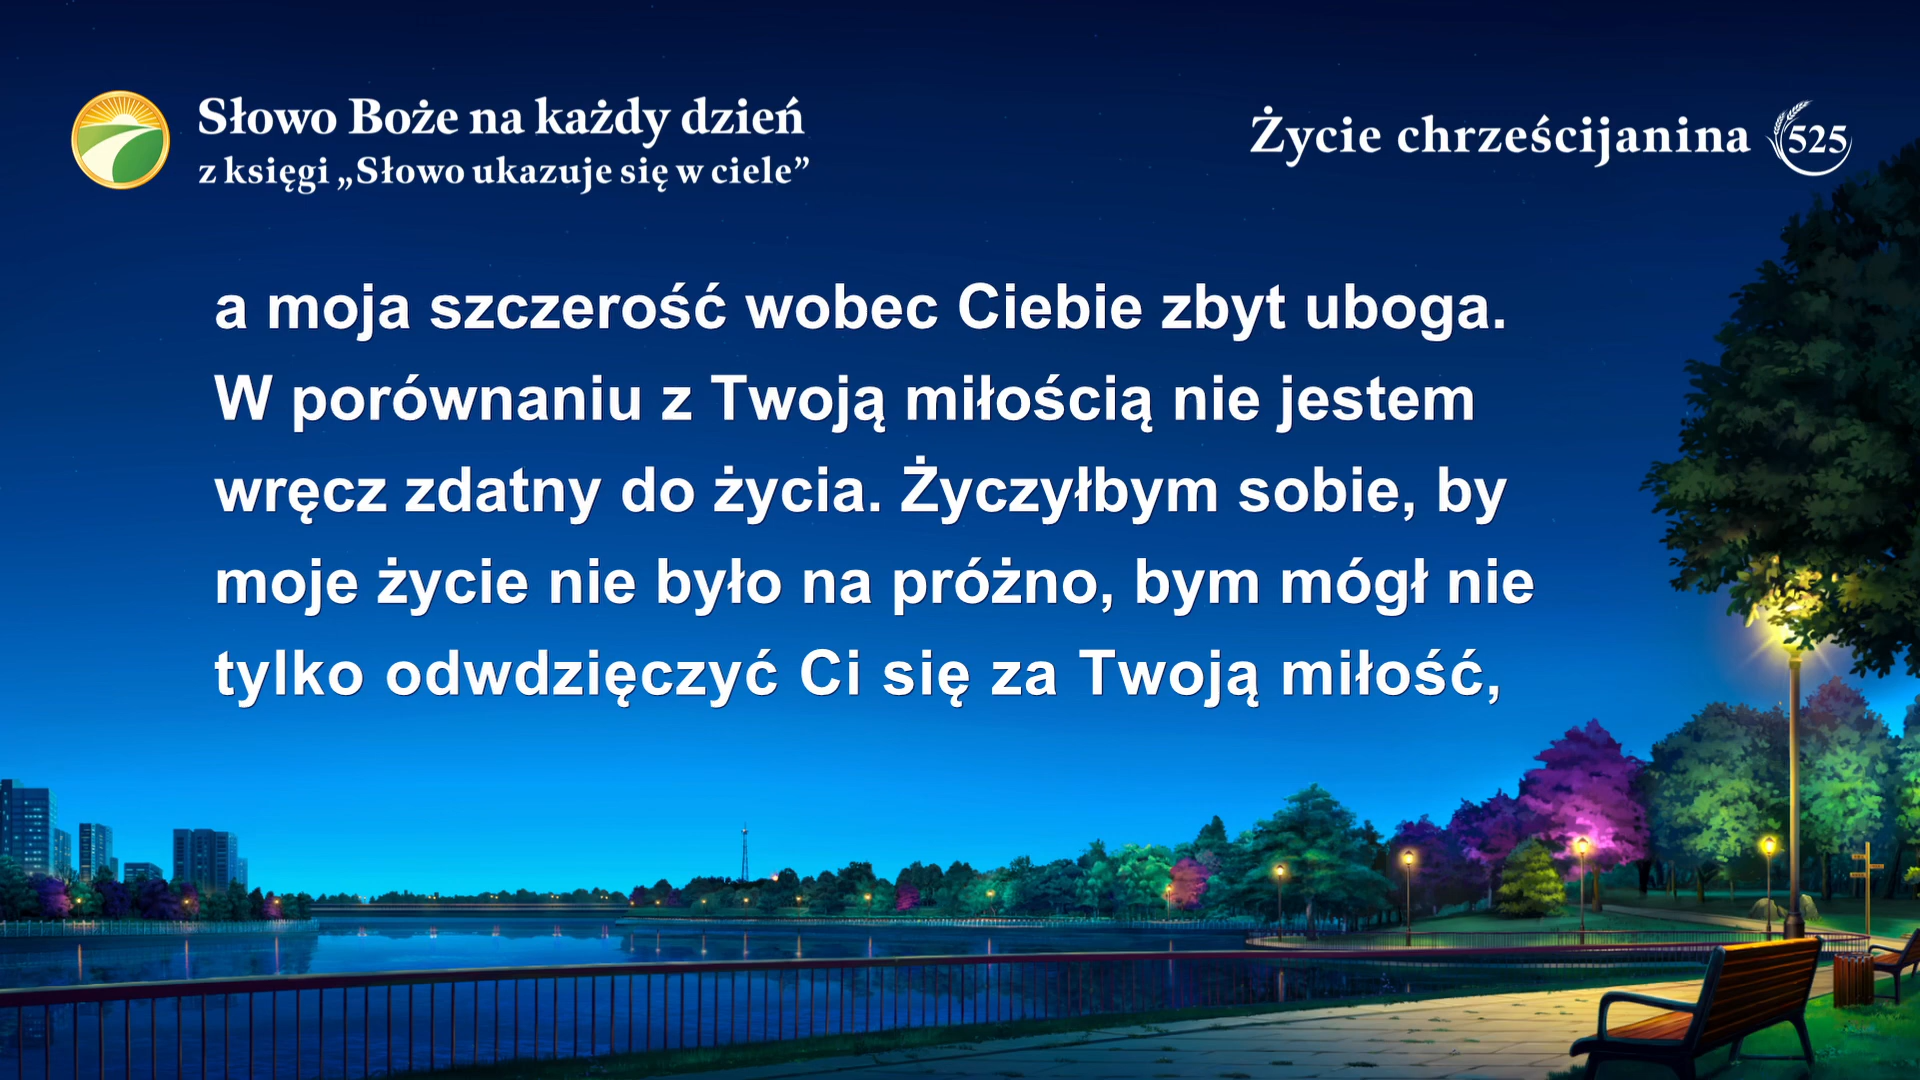 Słowo Boże na każdy dzień
z księgi „Słowo ukazuje się w ciele”
Życie chrześcijanina 525
a moja szczerość wobec Ciebie zbyt uboga.
W porównaniu z Twoją miłością nie jestem
wręcz zdatny do życia. Życzyłbym sobie, by
moje życie nie było na próżno, bym mógł nie
tylko odwdzięczyć Ci się za Twoją miłość,